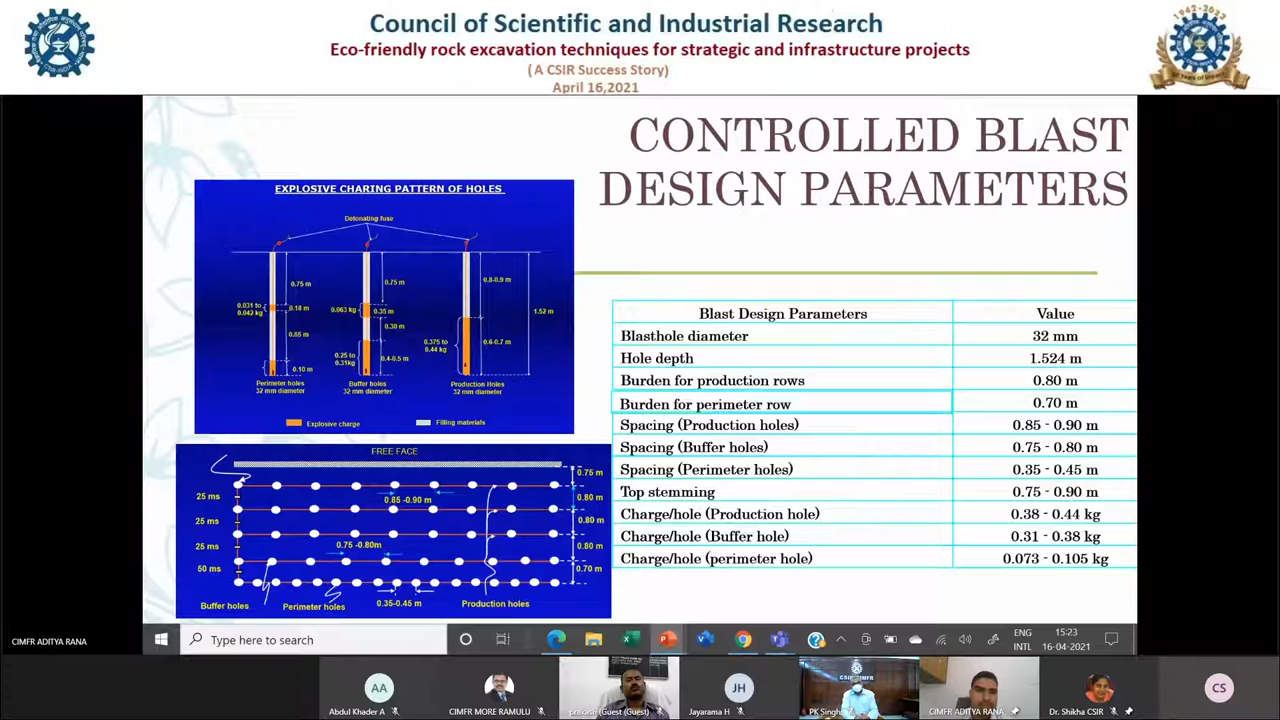 Council of Scientific and Industrial Research
Eco-friendly rock excavation techniques for strategic and infrastructure projects
( A CSIR Success Story)
April 16,2021
1942-2022
CONTROLLED BLAST
DESIGN PARAMETERS
EXPLOSIVE CHARING PATTERN OF HOLES
Detonating fuse
0.75 m
0.031 to
0.042 kg
0.18 m
0.65 m
0.10 m
Perimeter holes
32 mm diameter
0.75 m
0.063 kg
0.35 m
0.30 m
0.25 to
0.31kg
0.4-0.5 m
Buffer holes
32 mm diameter
0.8-0.9 m
1.52 m
0.375 to
0.44 kg
0.6-0.7 m
Production Holes
32 mm diameter
Explosive charge
Filling materials
FREE FACE
0.75 m
25 ms
0.85 -0.90 m
0.80 m
25 ms
0.80 m
25 ms
0.75 -0.80m
0.80 m
50 ms
0.70 m
Buffer holes
Perimeter holes
0.35-0.45 m
Production holes
Blast Design Parameters Value
Blasthole diameter 32 mm
Hole depth 1.524 m
Burden for production rows 0.80 m
Burden for perimeter row 0.70 m
Spacing (Production holes) 0.85 - 0.90 m
Spacing (Buffer holes) 0.75 - 0.80 m
Spacing (Perimeter holes) 0.35 - 0.45 m
Top stemming 0.75 - 0.90 m
Charge/hole (Production hole) 0.38 - 0.44 kg
Charge/hole (Buffer hole) 0.31 - 0.38 kg
Charge/hole (perimeter hole) 0.073 - 0.105 kg
CIMFR ADITYA RANA
Type here to search
ENG
INTL
15:23
16-04-2021
AA
Abdul Khader A
CIMFR MORE RAMULU
prakash (Guest (Guest)
JH
Jayarama H
CSIR-CIMFR
PK Singh
CIMFR ADITYA RANA
Dr. Shikha CSIR
CS